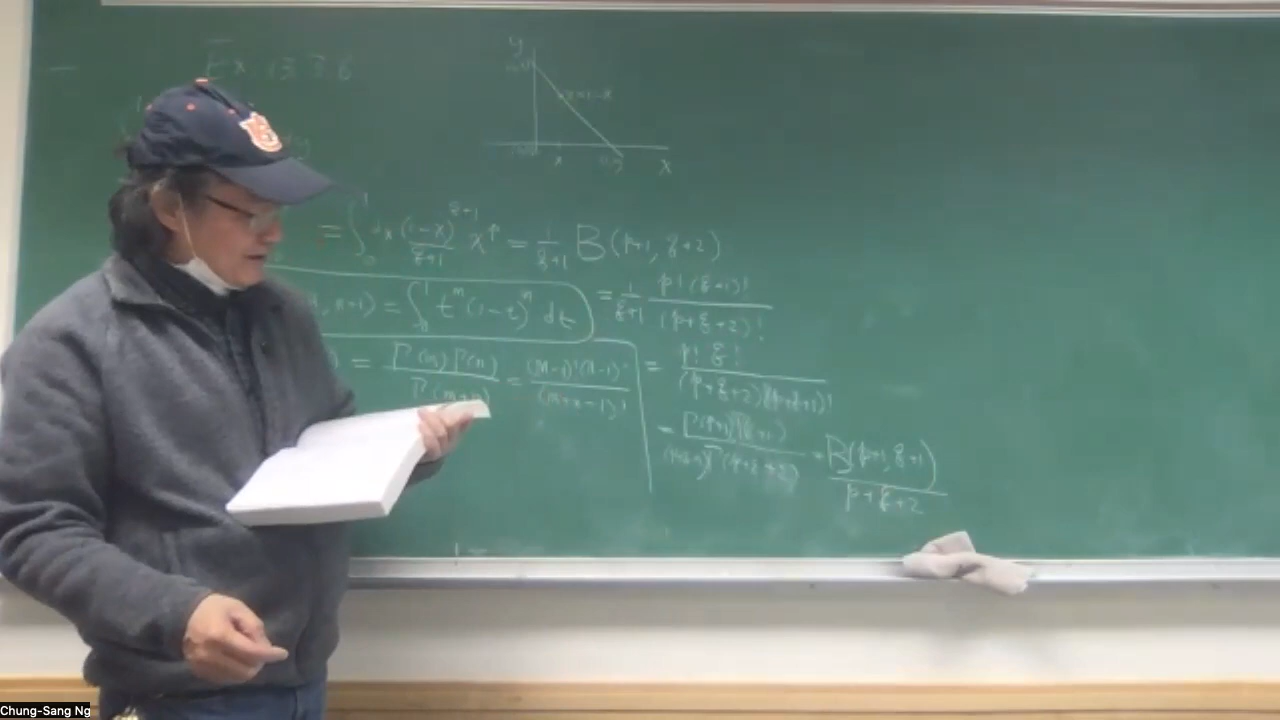 Ex. 13.3.6
y
x
x
= ∫₀¹ dx (1-x)^{q+1}/(q+1) x^p = 1/(q+1) B(p+1, q+2)
, n+1) = ∫₀¹ t^m (1-t)^n dt
= 1/(q+1) p!(q+1)!/(p+q+2)!
) = Γ(m)Γ(n)/Γ(m+n) = (m-1)!(n-1)!/(m+n-1)!
= p! q!/(p+q+2)(p+q+1)!
= Γ(p+1)Γ(q+1)/(p+q+2)Γ(p+q+2) = B(p+1, q+1)/p+q+2
Chung-Sang Ng